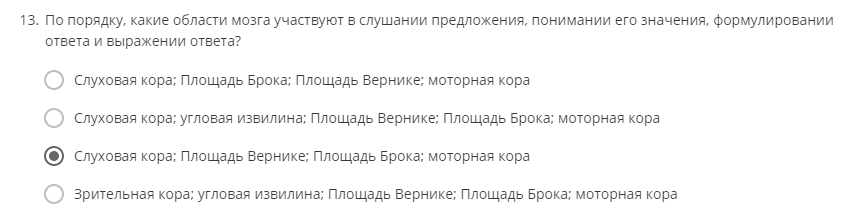 13. По порядку, какие области мозга участвуют в слушании предложения, понимании его значения, формулировании
ответа и выражении ответа?
Слуховая кора; Площадь Брока; Площадь Вернике; моторная кора
Слуховая кора; угловая извилина; Площадь Вернике; Площадь Брока; моторная кора
Слуховая кора; Площадь Вернике; Площадь Брока; моторная кора
Зрительная кора; угловая извилина; Площадь Вернике; Площадь Брока; моторная кора